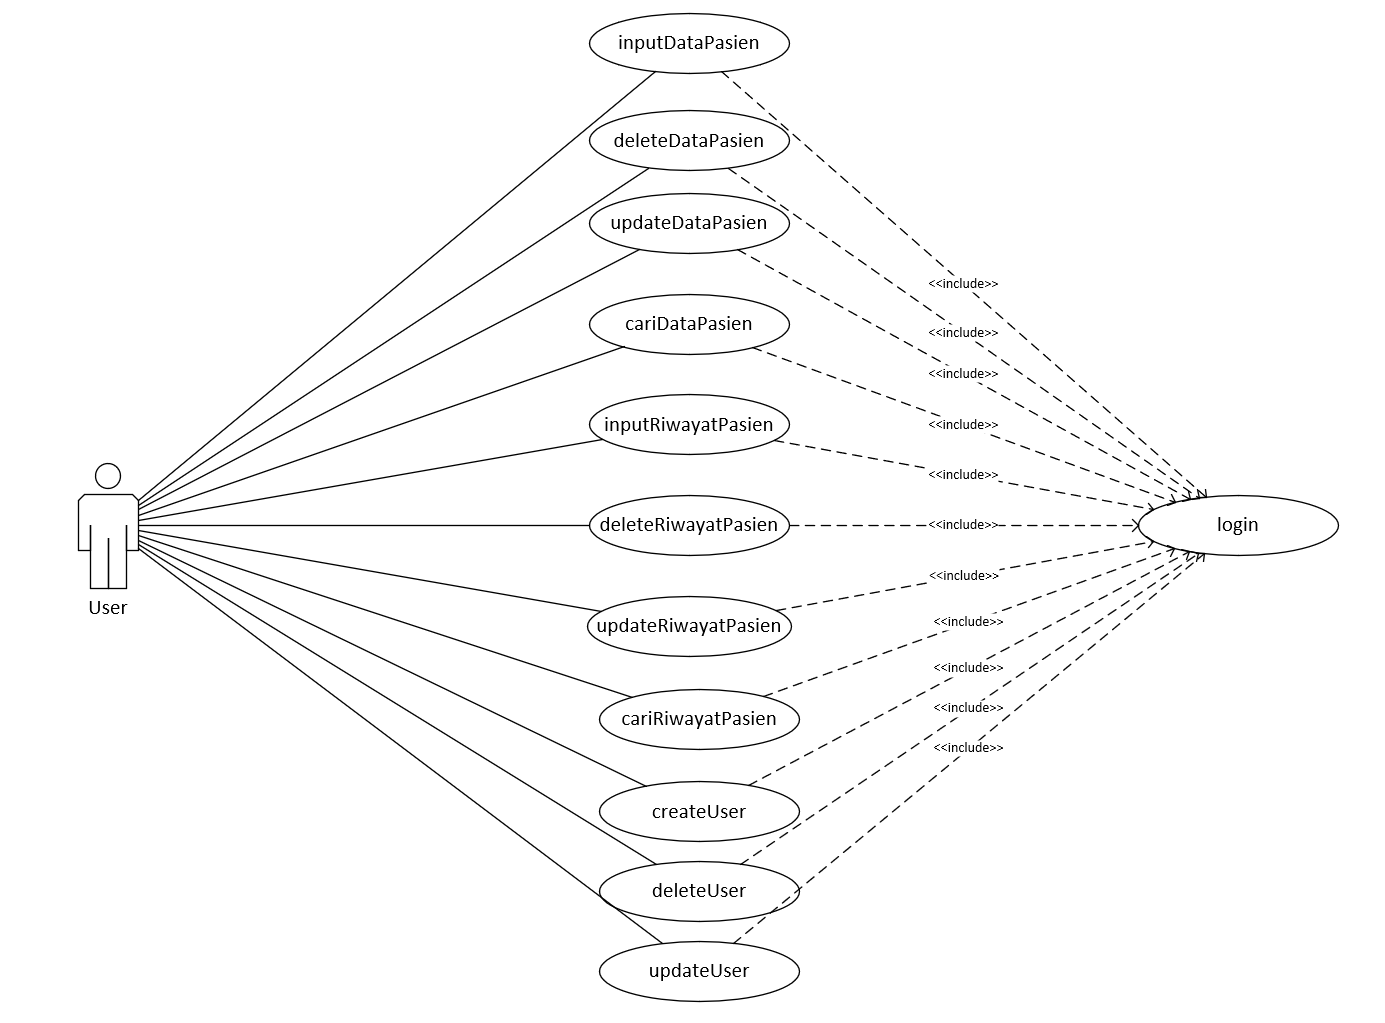 inputDataPasien
deleteDataPasien
updateDataPasien
<<include>>
cariDataPasien
<<include>>
<<include>>
inputRiwayatPasien
<<include>>
<<include>>
deleteRiwayatPasien
<<include>>
login
User
<<include>>
updateRiwayatPasien
<<include>>
<<include>>
cariRiwayatPasien
<<include>>
<<include>>
createUser
deleteUser
updateUser